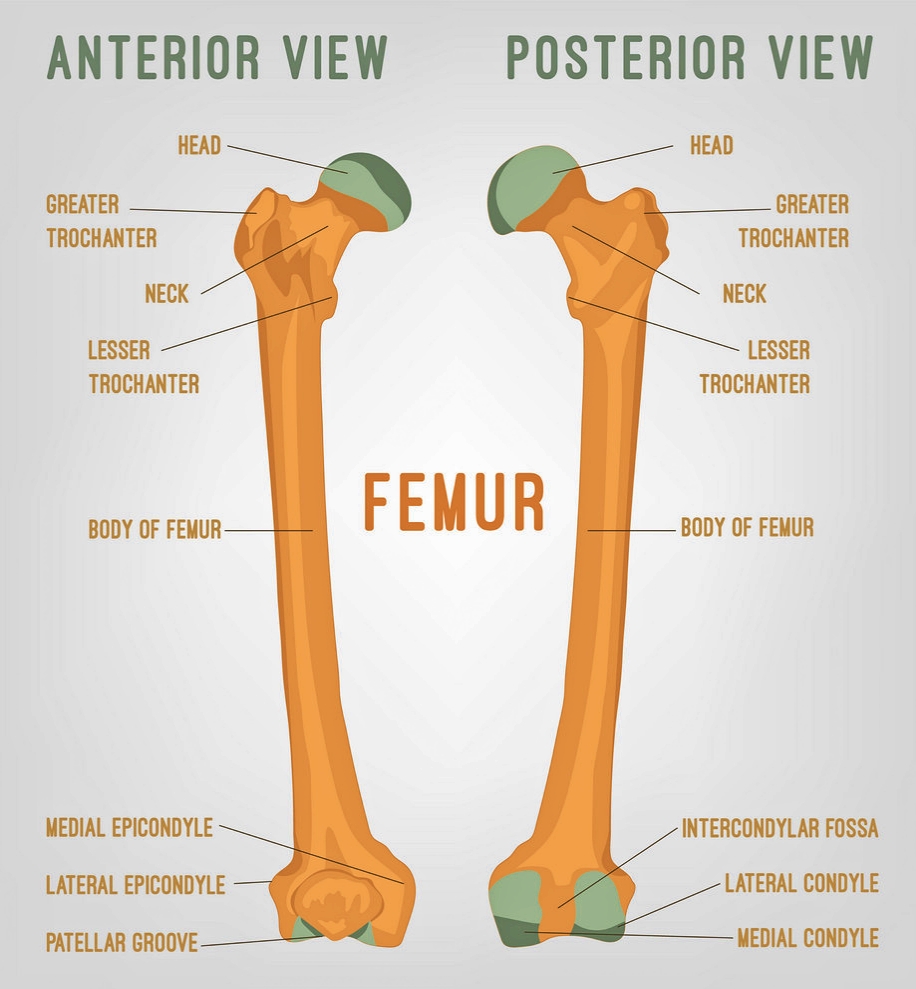 ANTERIOR VIEW
POSTERIOR VIEW
HEAD
GREATER
TROCHANTER
NECK
LESSER
TROCHANTER
HEAD
GREATER
TROCHANTER
NECK
LESSER
TROCHANTER
FEMUR
BODY OF FEMUR
BODY OF FEMUR
MEDIAL EPICONDYLE
LATERAL EPICONDYLE
PATELLAR GROOVE
INTERCONDYLAR FOSSA
LATERAL CONDYLE
MEDIAL CONDYLE